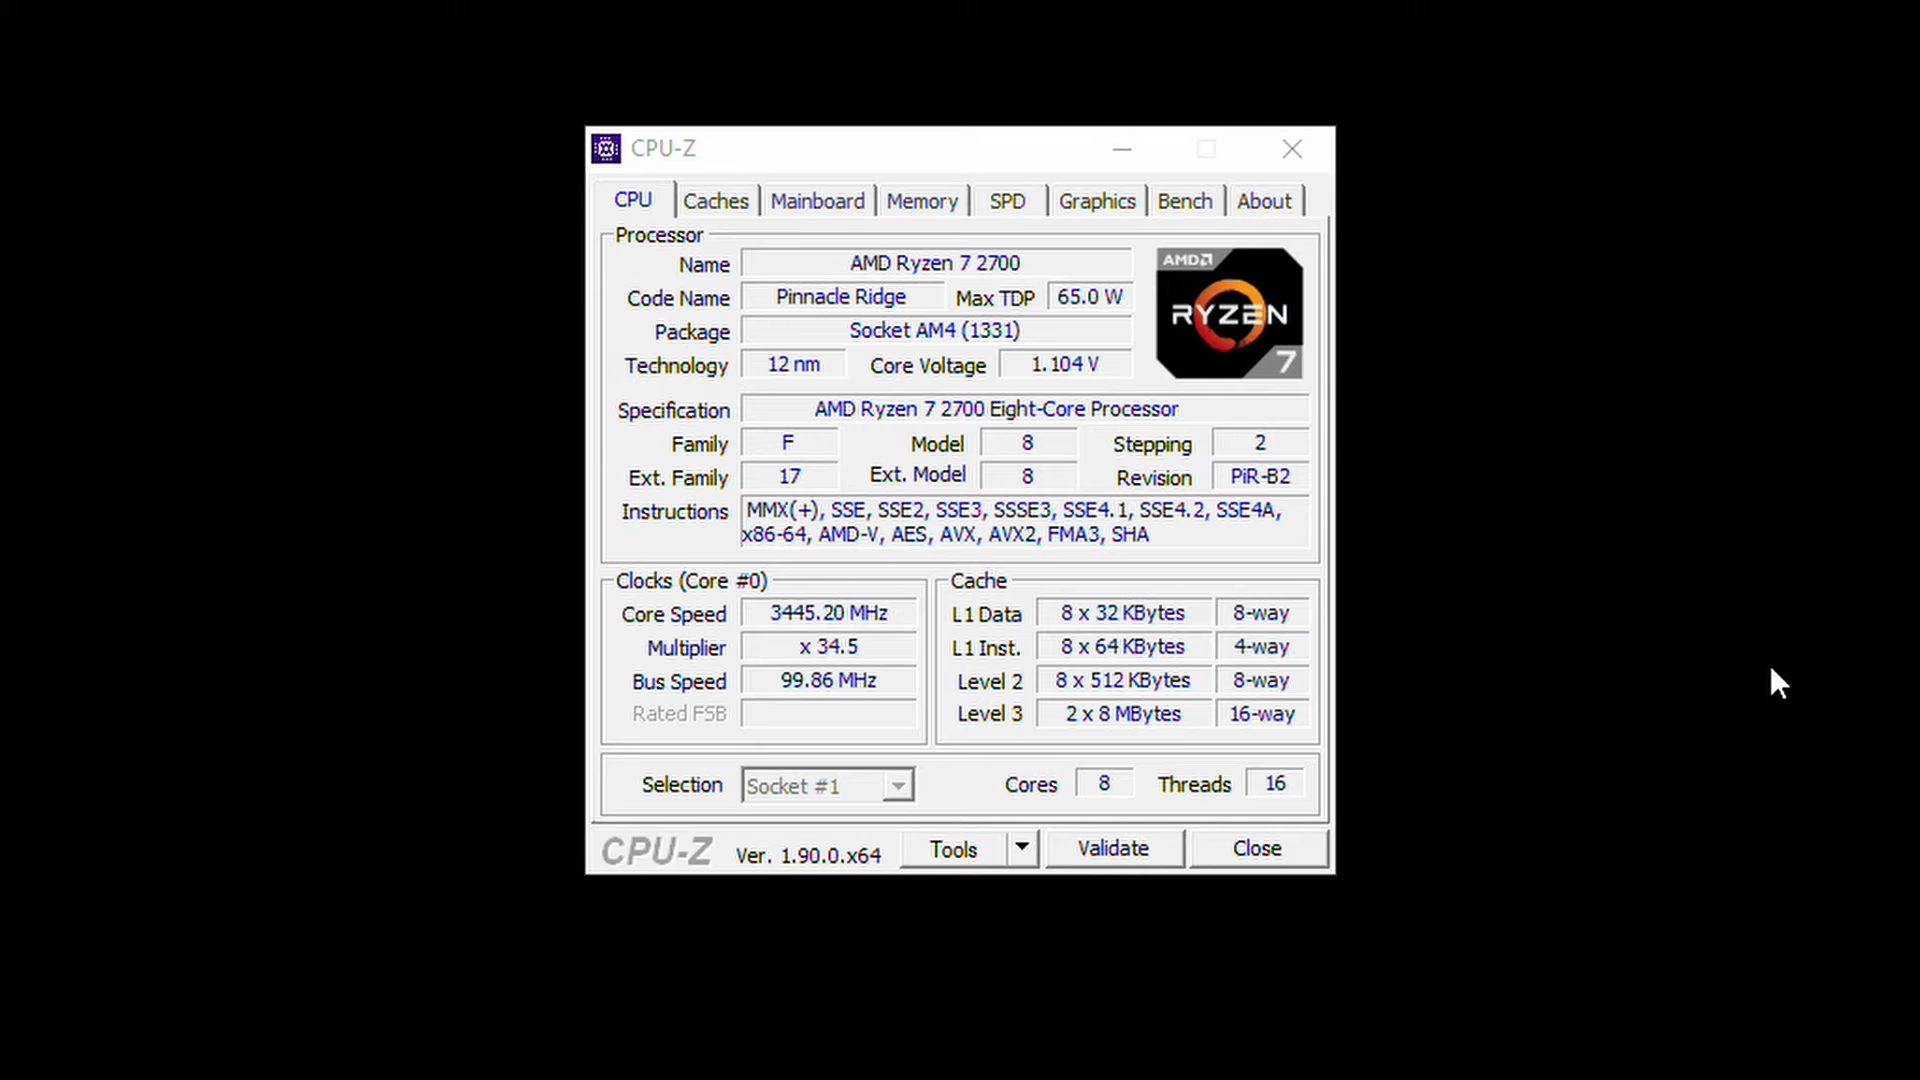 CPU-Z
CPU Caches Mainboard Memory SPD Graphics Bench About
Processor
Name AMD Ryzen 7 2700
Code Name Pinnacle Ridge Max TDP 65.0 W
Package Socket AM4 (1331)
Technology 12 nm Core Voltage 1.104 V
AMD
RYZEN
7
Specification AMD Ryzen 7 2700 Eight-Core Processor
Family F Model 8 Stepping 2
Ext. Family 17 Ext. Model 8 Revision PiR-B2
Instructions MMX(+), SSE, SSE2, SSE3, SSSE3, SSE4.1, SSE4.2, SSE4A,
x86-64, AMD-V, AES, AVX, AVX2, FMA3, SHA
Clocks (Core #0)
Core Speed 3445.20 MHz
Multiplier x 34.5
Bus Speed 99.86 MHz
Rated FSB
Cache
L1 Data 8 x 32 KBytes 8-way
L1 Inst. 8 x 64 KBytes 4-way
Level 2 8 x 512 KBytes 8-way
Level 3 2 x 8 MBytes 16-way
Selection Socket #1 Cores 8 Threads 16
CPU-Z Ver. 1.90.0.x64 Tools Validate Close